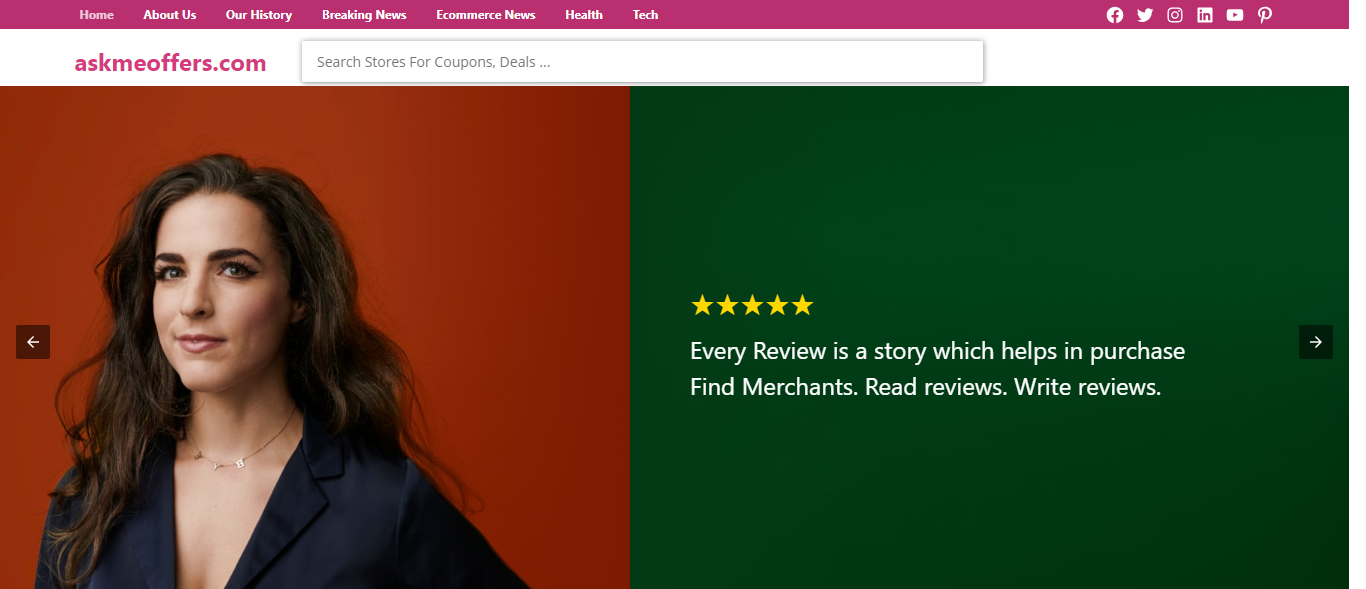 Home About Us Our History Breaking News Ecommerce News Health Tech
askmeoffers.com
Search Stores For Coupons, Deals ...
Every Review is a story which helps in purchase
Find Merchants. Read reviews. Write reviews.